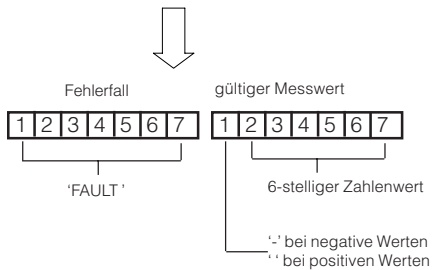 Fehlerfall gültiger Messwert
1 2 3 4 5 6 7 1 2 3 4 5 6 7
'FAULT ' 6-stelliger Zahlenwert
'-' bei negative Werten
' ' bei positiven Werten